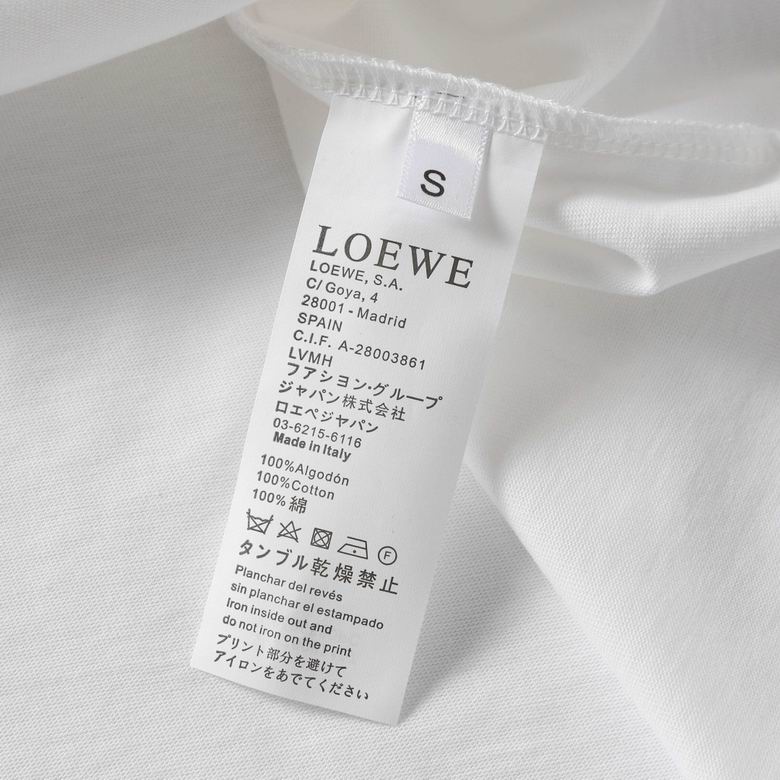 S
LOEWE
LOEWE, S.A.
C/ Goya, 4
28001 - Madrid
SPAIN
C.I.F. A-28003861
LVMH
フアシヨン・グループ
ジャパン株式会社
ロエベジャパン
03-6215-6116
Made in Italy
100%Algodón
100%Cotton
100% 綿
F
タンブル乾燥禁止
Planchar del revés
sin planchar el estampado
Iron inside out and
do not iron on the print
プリント部分を避けて
アイロンをあでてください